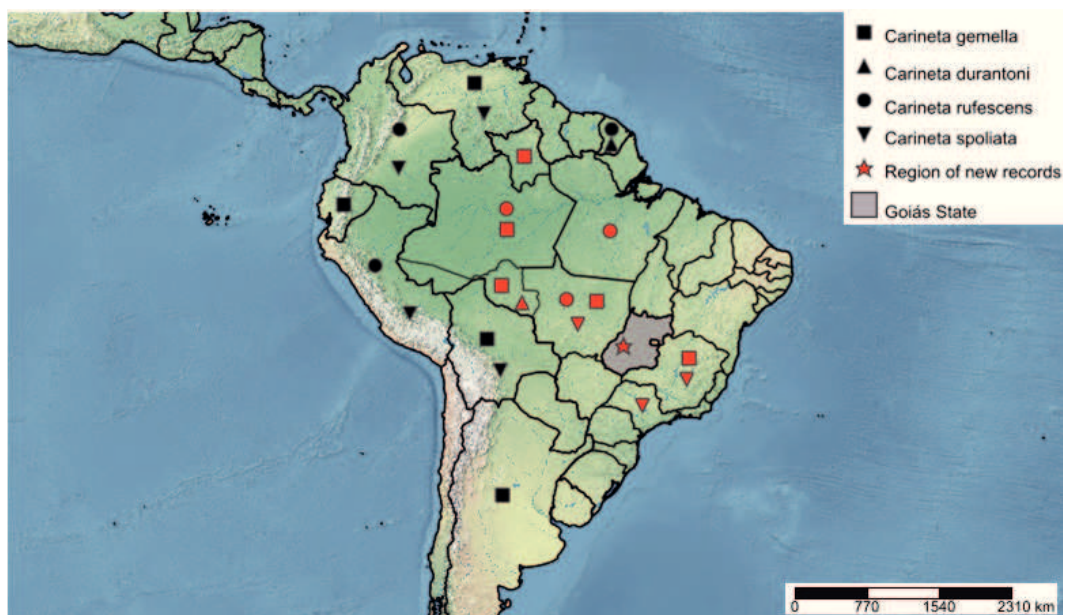 Carineta gemella
Carineta durantoni
Carineta rufescens
Carineta spoliata
Region of new records
Goiás State
0 770 1540 2310 km